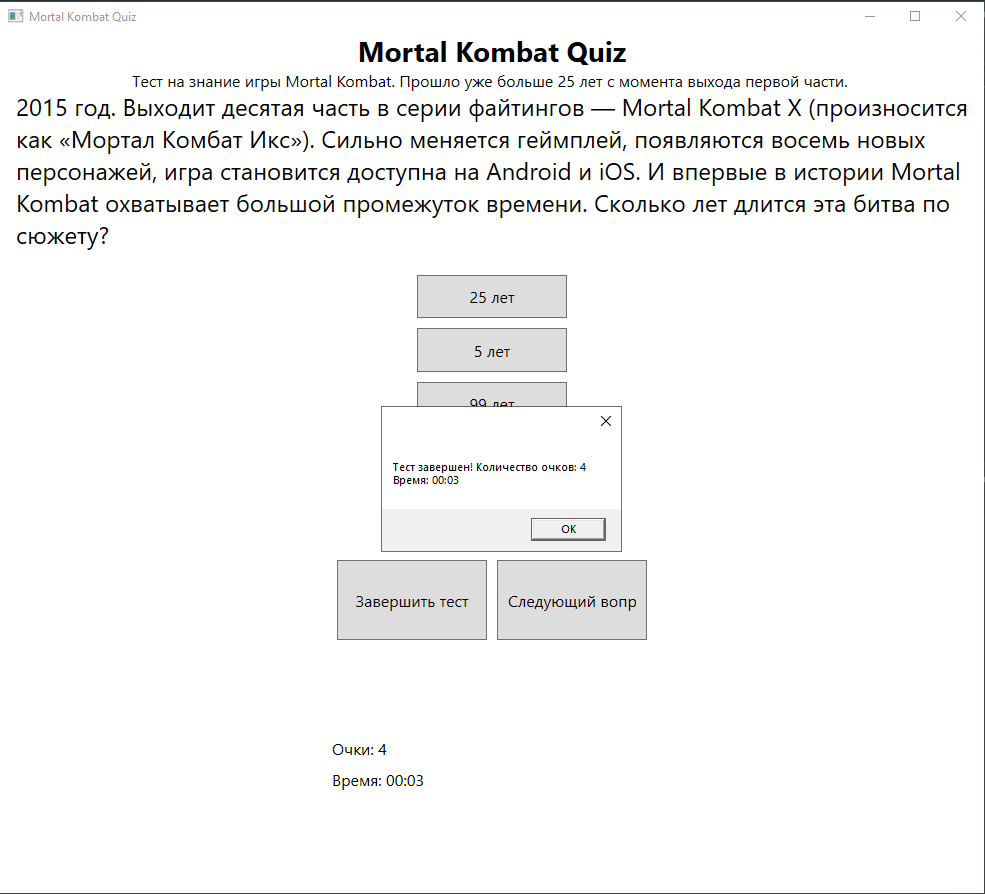 Mortal Kombat Quiz
Mortal Kombat Quiz
Тест на знание игры Mortal Kombat. Прошло уже больше 25 лет с момента выхода первой части.
2015 год. Выходит десятая часть в серии файтингов — Mortal Kombat X (произносится
как «Мортал Комбат Икс»). Сильно меняется геймплей, появляются восемь новых
персонажей, игра становится доступна на Android и iOS. И впервые в истории Mortal
Kombat охватывает большой промежуток времени. Сколько лет длится эта битва по
сюжету?
25 лет
5 лет
99 лет
Тест завершен! Количество очков: 4
Время: 00:03
OK
Завершить тест
Следующий вопр
Очки: 4
Время: 00:03